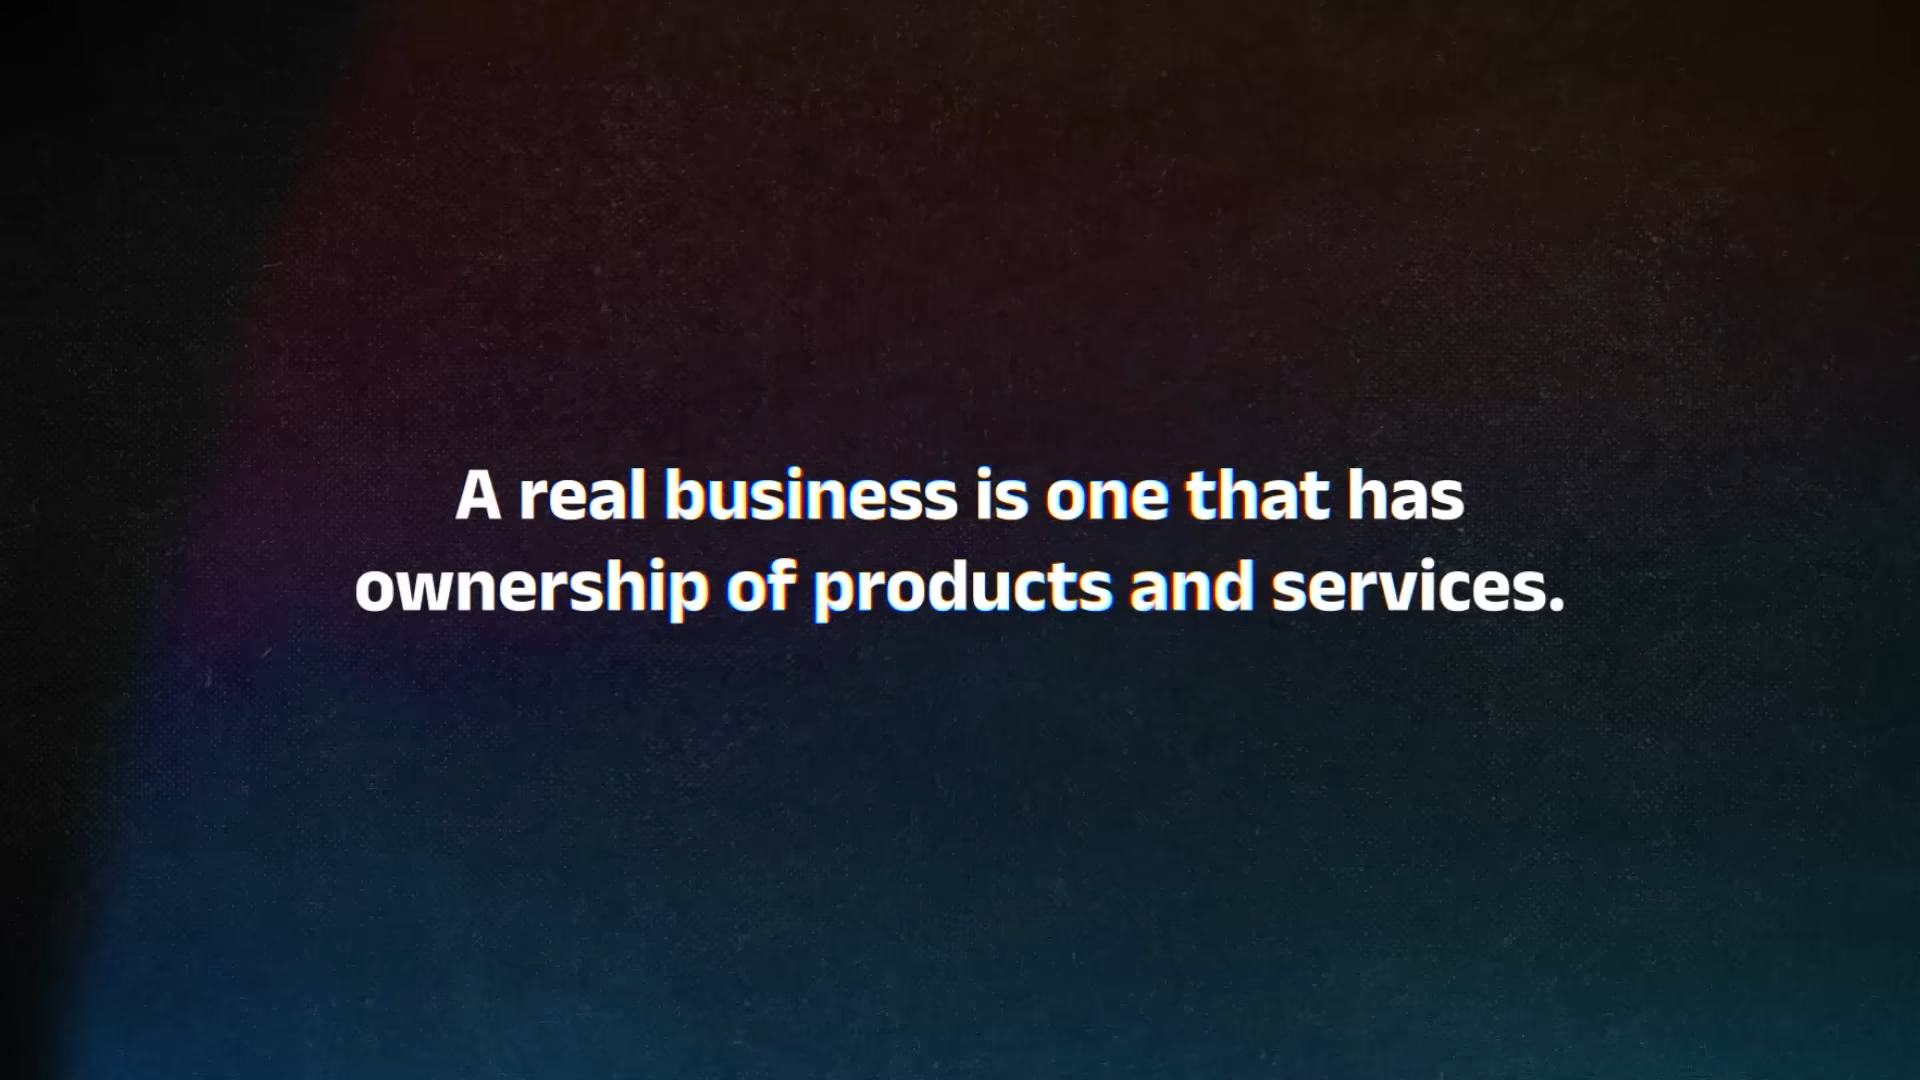 A real business is one that has
ownership of products and services.